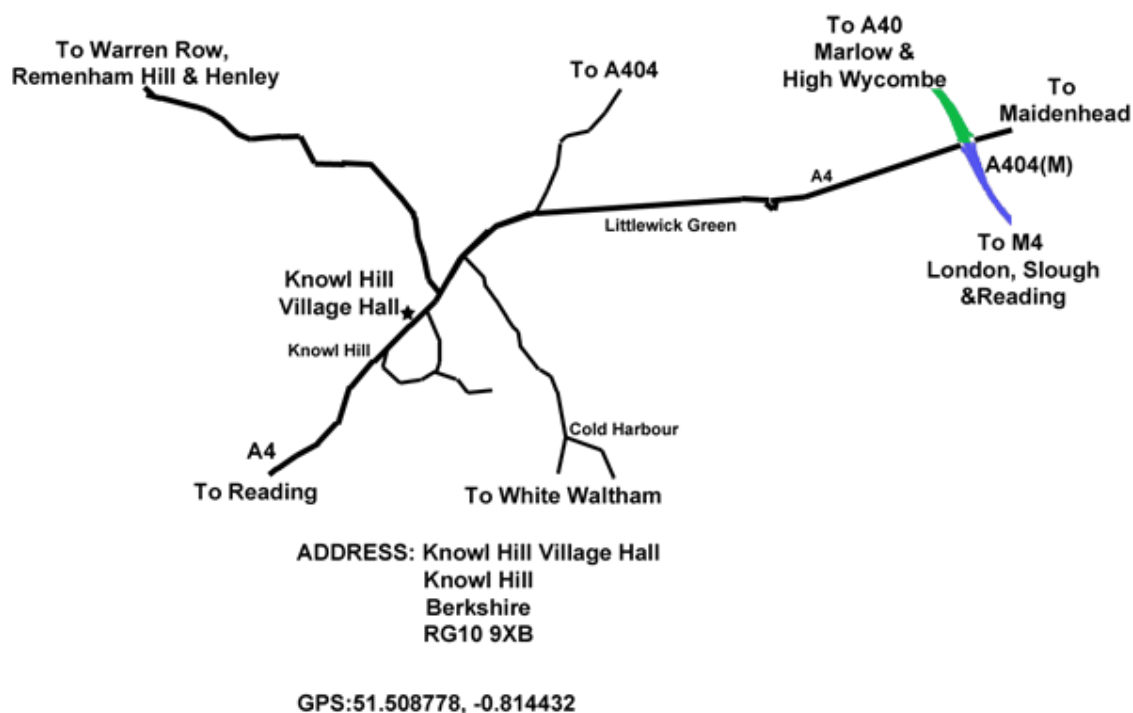 To Warren Row,
Remenham Hill & Henley
To A404
To A40
Marlow &
High Wycombe
To
Maidenhead
A404(M)
A4
Littlewick Green
To M4
London, Slough
&Reading
Knowl Hill
Village Hall
Knowl Hill
Cold Harbour
A4
To Reading
To White Waltham
ADDRESS: Knowl Hill Village Hall
Knowl Hill
Berkshire
RG10 9XB
GPS:51.508778, -0.814432